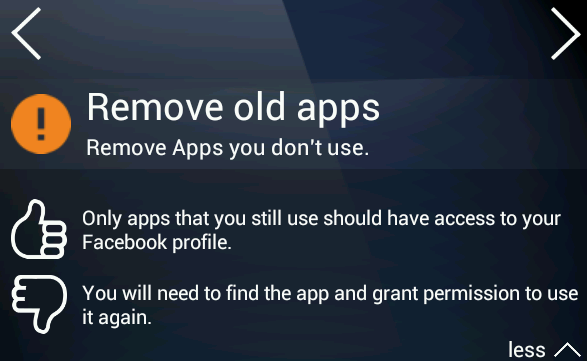 Remove old apps
Remove Apps you don't use.
Only apps that you still use should have access to your
Facebook profile.
You will need to find the app and grant permission to use
it again.
less